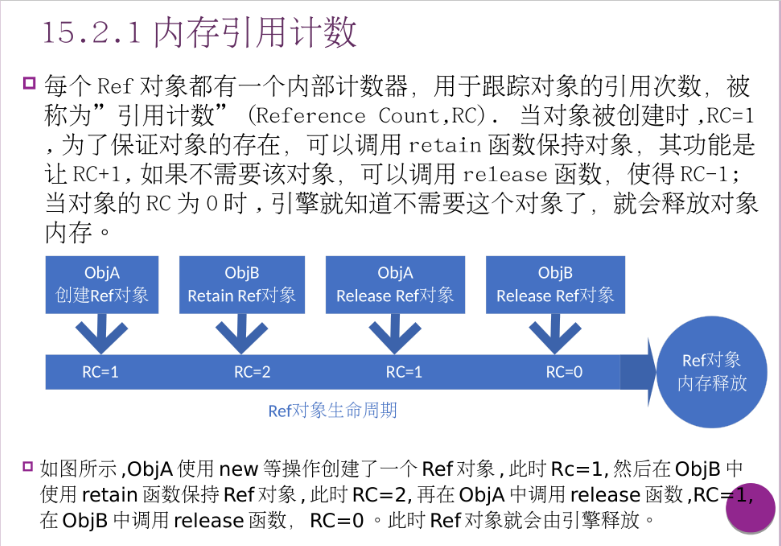 15.2.1 内存引用计数
每个 Ref 对象都有一个内部计数器，用于跟踪对象的引用次数，被
称为”引用计数” (Reference Count,RC). 当对象被创建时 ,RC=1
, 为了保证对象的存在，可以调用 retain 函数保持对象，其功能是
让 RC+1, 如果不需要该对象，可以调用 release 函数，使得 RC-1；
当对象的 RC 为 0 时 , 引擎就知道不需要这个对象了，就会释放对象
内存。
ObjA
创建Ref对象
ObjB
Retain Ref对象
ObjA
Release Ref对象
ObjB
Release Ref对象
RC=1
RC=2
RC=1
RC=0
Ref对象
内存释放
Ref对象生命周期
如图所示 ,ObjA 使用 new 等操作创建了一个 Ref 对象 , 此时 Rc=1, 然后在 ObjB 中
使用 retain 函数保持 Ref 对象 , 此时 RC=2, 再在 ObjA 中调用 release 函数 ,RC=1,
在 ObjB 中调用 release 函数， RC=0 。此时 Ref 对象就会由引擎释放。